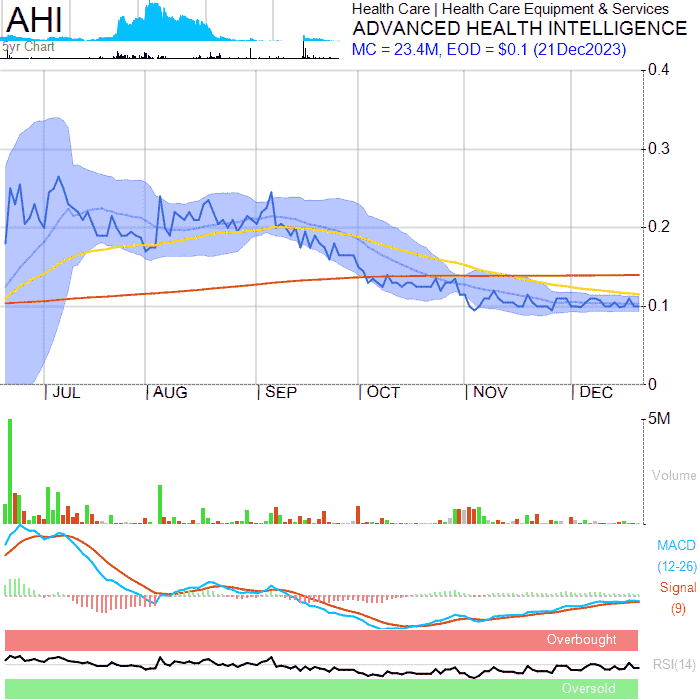 AHI
5yr Chart
Health Care | Health Care Equipment & Services
ADVANCED HEALTH INTELLIGENCE
MC = 23.4M, EOD = $0.1 (21Dec2023)
0.4
0.3
0.2
0.1
0
JUL AUG SEP OCT NOV DEC
5M
Volume
MACD
(12-26)
Signal
(9)
Overbought
RSI(14)
Oversold